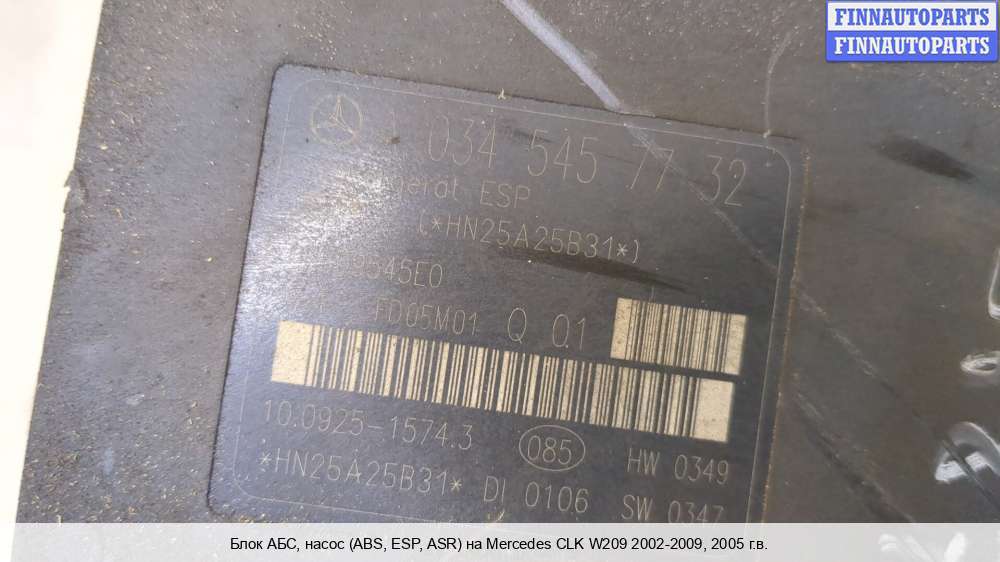 FINNAUTOPARTS
FINNAUTOPARTS
034 545 77 32
ESP
(*HN25A25B31*)
FD05M01 Q 01
10.0925-1574.3 085 HW 0349
*HN25A25B31* DJ 0106 SW 0347
Блок АБС, насос (ABS, ESP, ASR) на Mercedes CLK W209 2002-2009, 2005 г.в.